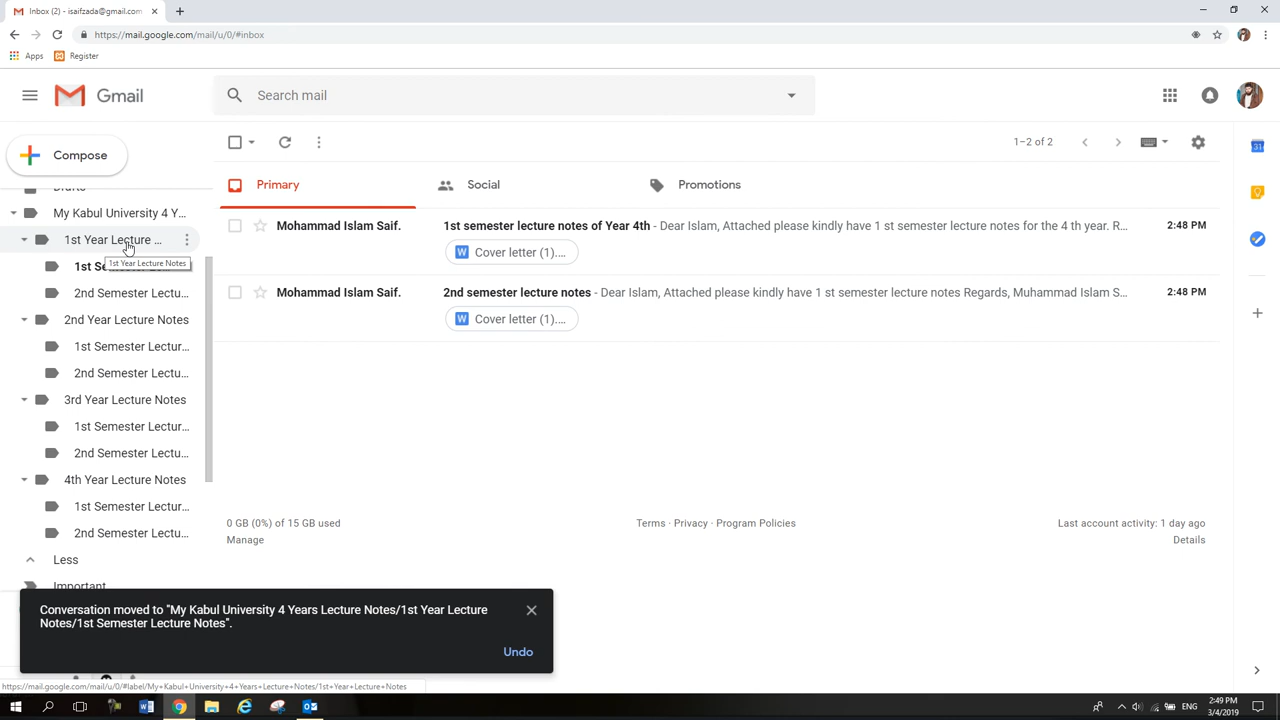 Inbox (2) - isaifzada@gmail.com
https://mail.google.com/mail/u/0/#inbox
Apps
Register
Gmail
Search mail
Compose
1–2 of 2
Drafts
My Kabul University 4 Y...
1st Year Lecture ...
1st Year Lecture Notes
1st Se
2nd Semester Lectu...
2nd Year Lecture Notes
1st Semester Lectur...
2nd Semester Lectu...
3rd Year Lecture Notes
1st Semester Lectur...
2nd Semester Lectu...
4th Year Lecture Notes
1st Semester Lectur...
2nd Semester Lectu...
Less
Important
Primary
Social
Promotions
Mohammad Islam Saif. 1st semester lecture notes of Year 4th - Dear Islam, Attached please kindly have 1 st semester lecture notes for the 4 th year. R... 2:48 PM
W Cover letter (1)....
Mohammad Islam Saif. 2nd semester lecture notes - Dear Islam, Attached please kindly have 1 st semester lecture notes Regards, Muhammad Islam S... 2:48 PM
W Cover letter (1)....
0 GB (0%) of 15 GB used
Manage
Terms · Privacy · Program Policies
Last account activity: 1 day ago
Details
Conversation moved to "My Kabul University 4 Years Lecture Notes/1st Year Lecture
Notes/1st Semester Lecture Notes".
Undo
https://mail.google.com/mail/u/0/#label/My+Kabul+University+4+Years+Lecture+Notes/1st+Year+Lecture+Notes
ENG
2:49 PM
3/4/2019